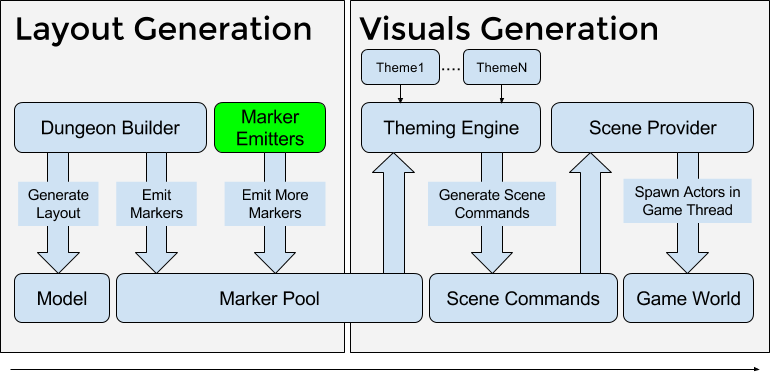 Layout Generation
Visuals Generation
Theme1
....
ThemeN
Dungeon Builder
Marker
Emitters
Theming Engine
Scene Provider
Generate
Layout
Emit
Markers
Emit More
Markers
Generate Scene
Commands
Spawn Actors in
Game Thread
Model
Marker Pool
Scene Commands
Game World